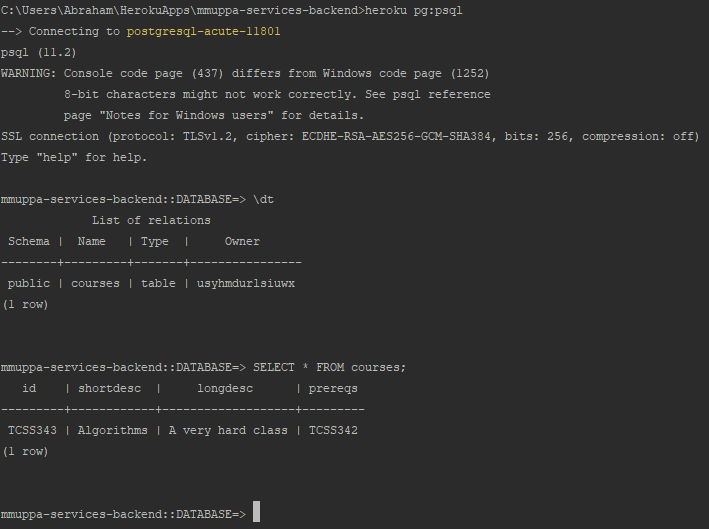 C:\Users\Abraham\HerokuApps\mmuppa-services-backend>heroku pg:psql
--> Connecting to postgresql-acute-11801
psql (11.2)
WARNING: Console code page (437) differs from Windows code page (1252)
         8-bit characters might not work correctly. See psql reference
         page "Notes for Windows users" for details.
SSL connection (protocol: TLSv1.2, cipher: ECDHE-RSA-AES256-GCM-SHA384, bits: 256, compression: off)
Type "help" for help.

mmuppa-services-backend::DATABASE=> \dt
             List of relations
 Schema |  Name   | Type  |     Owner
--------+---------+-------+----------------
 public | courses | table | usyhmdurlsiuwx
(1 row)


mmuppa-services-backend::DATABASE=> SELECT * FROM courses;
   id    | shortdesc  |     longdesc      | prereqs
---------+------------+-------------------+---------
 TCSS343 | Algorithms | A very hard class | TCSS342
(1 row)


mmuppa-services-backend::DATABASE=>